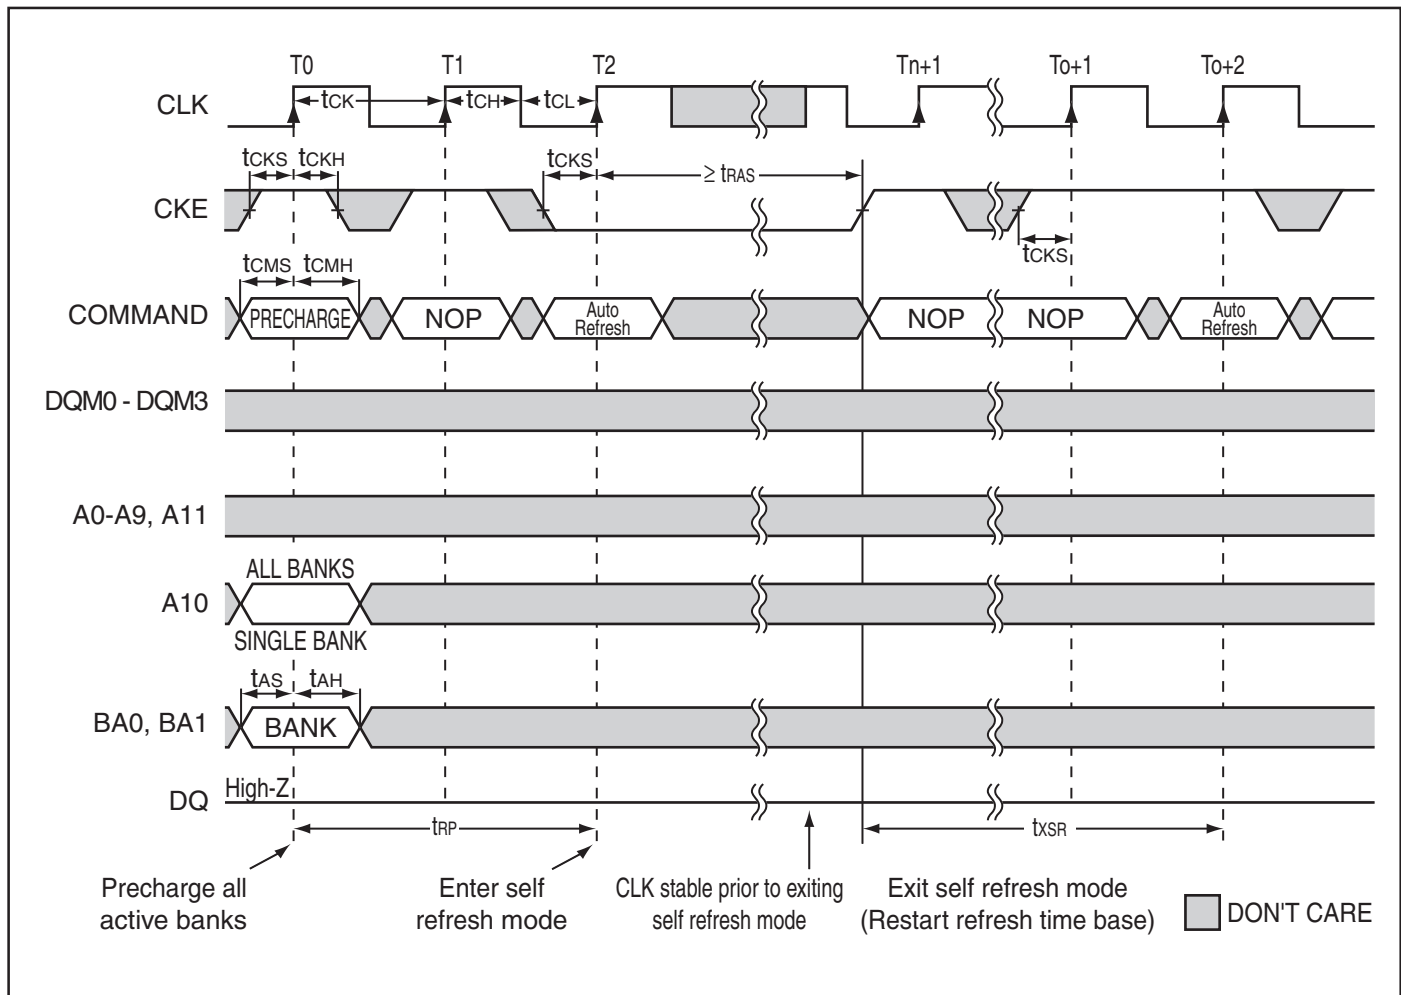 T0 T1 T2 Tn+1 To+1 To+2
CLK tCK tCH tCL
tCKS tCKH tCKS ≥ tRAS
CKE
tCKS
tCMS tCMH
COMMAND PRECHARGE NOP Auto Refresh NOP NOP Auto Refresh
DQM0 - DQM3
A0-A9, A11
ALL BANKS
A10
SINGLE BANK
tAS tAH
BA0, BA1 BANK
High-Z
DQ
tRP tXSR
Precharge all
active banks
Enter self
refresh mode
CLK stable prior to exiting
self refresh mode
Exit self refresh mode
(Restart refresh time base)
DON'T CARE